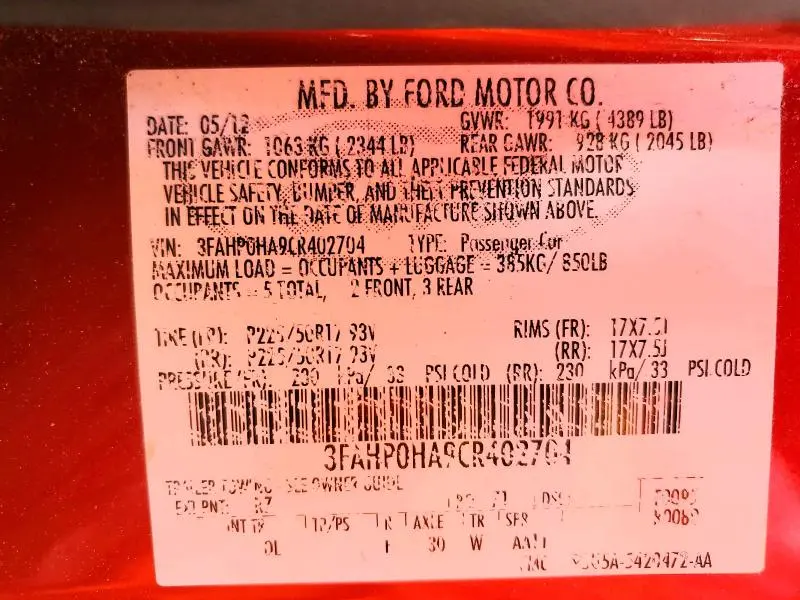 MFD. BY FORD MOTOR CO.
DATE: 05/12 GVWR: 1991 KG ( 4389 LB)
FRONT GAWR: 1063 KG ( 2344 LB) REAR GAWR: 928 KG ( 2045 LB)
THIS VEHICLE CONFORMS TO ALL APPLICABLE FEDERAL MOTOR
VEHICLE SAFETY, BUMPER, AND THEFT PREVENTION STANDARDS
IN EFFECT ON THE DATE OF MANUFACTURE SHOWN ABOVE.
VIN: 3FAHP0HA9CR402704 TYPE: Passenger Car
MAXIMUM LOAD = OCCUPANTS + LUGGAGE = 385KG/ 850LB
OCCUPANTS = 5 TOTAL, 2 FRONT, 3 REAR
TIRE (FR): P225/50R17 93V RIMS (FR): 17X7.5J
(RR): P225/50R17 93V (RR): 17X7.5J
PRESSURE (FR): 230 kPa/ 33 PSI COLD (RR): 230 kPa/ 33 PSI COLD
3FAHP0HA9CR402704
TRAILER TOWING - SEE OWNER GUIDE
EXT PNT: RZ
INT TR TP/PS R AXLE TR SPR
30 W